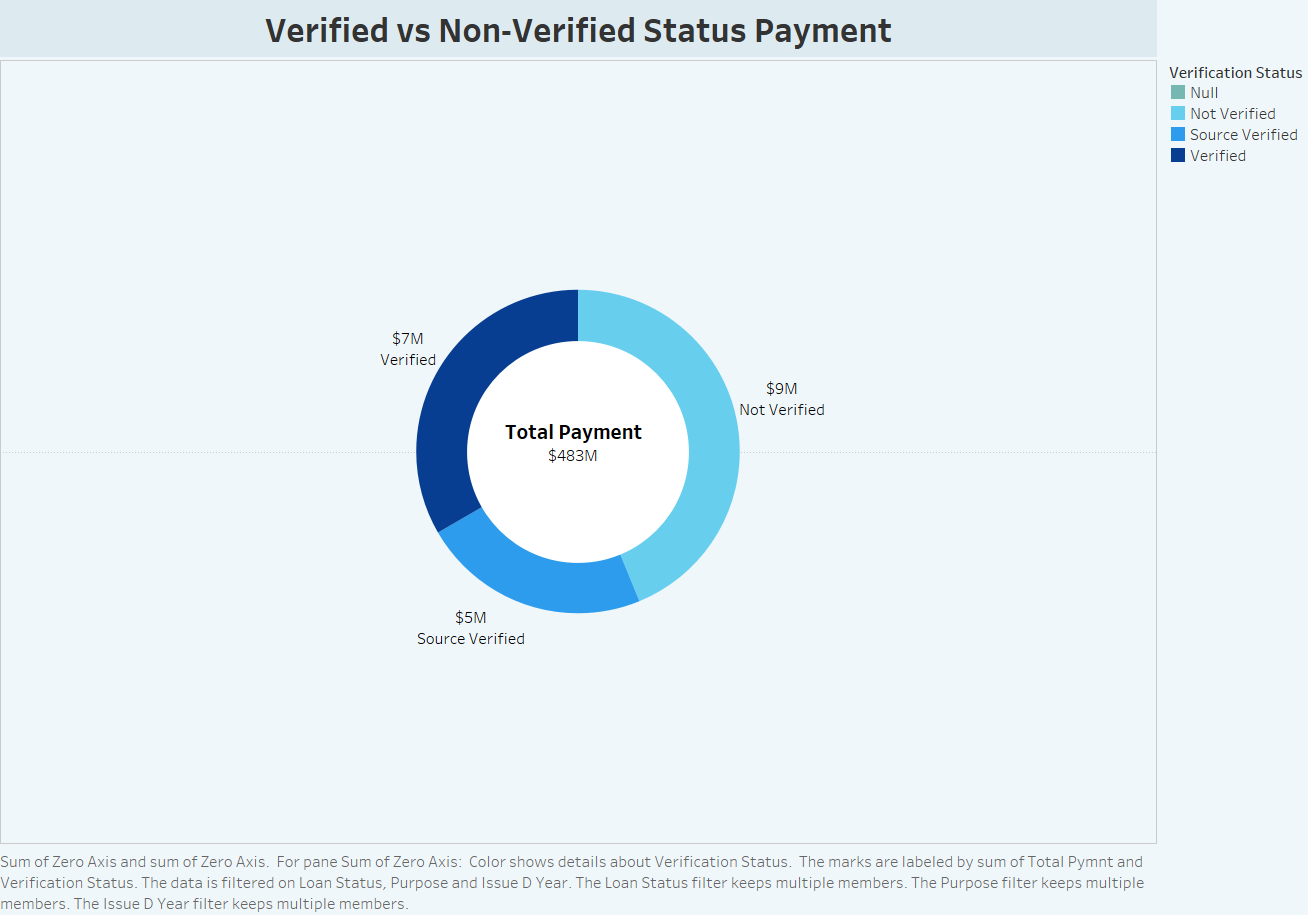 Verified vs Non-Verified Status Payment
Verification Status
Null
Not Verified
Source Verified
Verified
$7M
Verified
$9M
Not Verified
Total Payment
$483M
$5M
Source Verified
Sum of Zero Axis and sum of Zero Axis.  For pane Sum of Zero Axis:  Color shows details about Verification Status.  The marks are labeled by sum of Total Pymnt and
Verification Status. The data is filtered on Loan Status, Purpose and Issue D Year. The Loan Status filter keeps multiple members. The Purpose filter keeps multiple
members. The Issue D Year filter keeps multiple members.